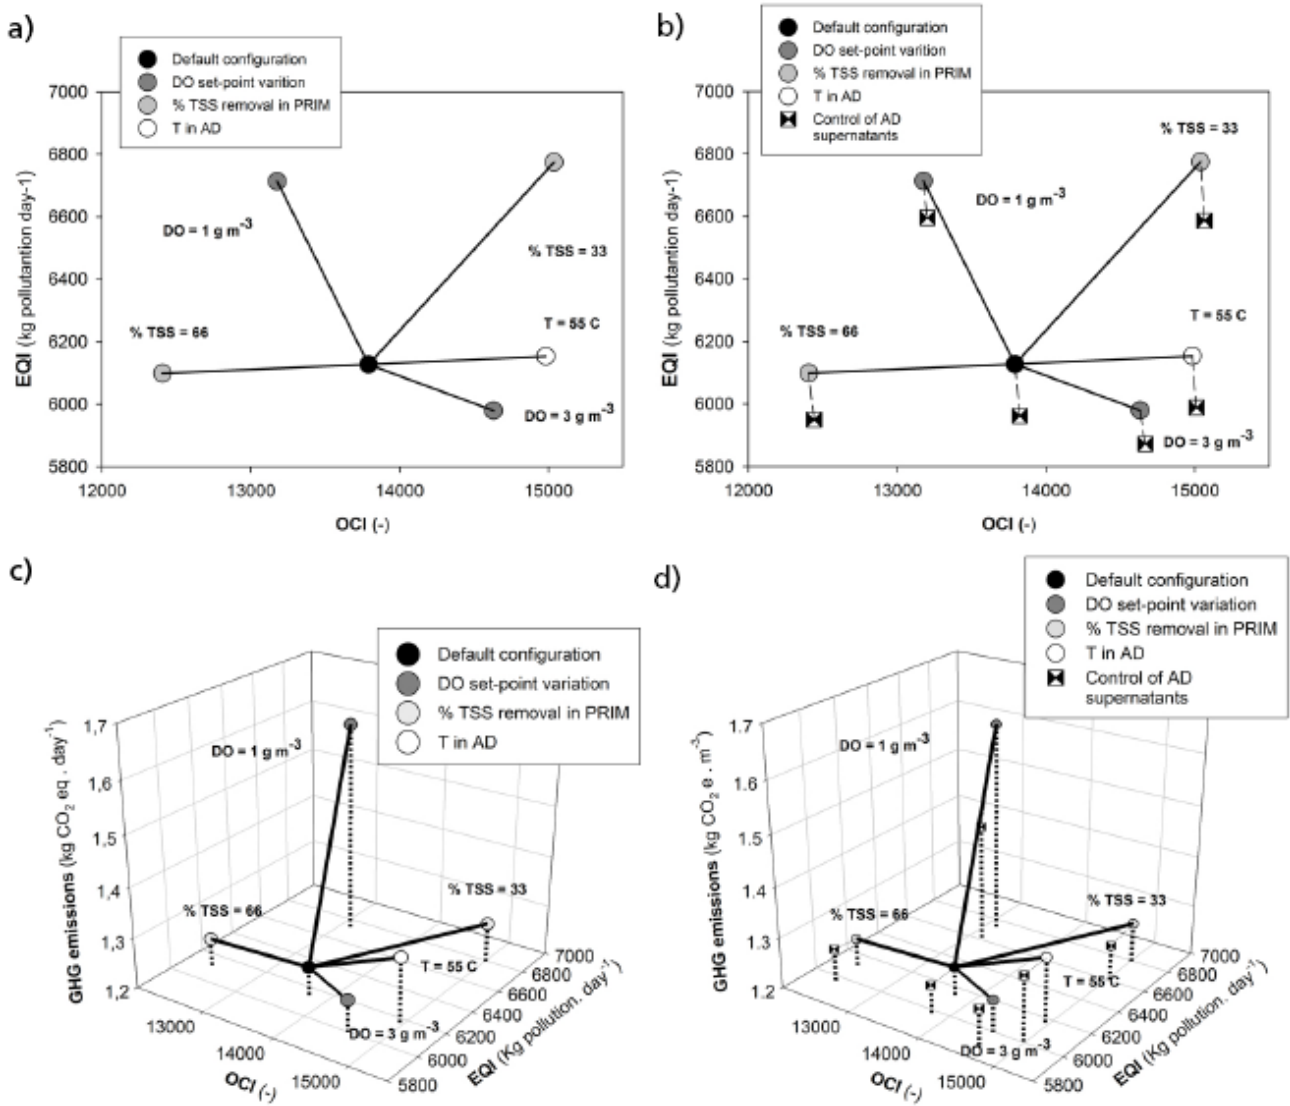 a)
Default configuration
DO set-point varition
% TSS removal in PRIM
T in AD
7000
6800
6600
6400
6200
6000
5800
EQI (kg pollutantion day-1)
DO = 1 g m-3
% TSS = 33
T = 55 C
% TSS = 66
DO = 3 g m-3
12000 13000 14000 15000
OCI (-)
b)
Default configuration
DO set-point varition
% TSS removal in PRIM
T in AD
Control of AD
supernatants
7000
6800
6600
6400
6200
6000
5800
EQI (kg pollutantion day-1)
% TSS = 33
DO = 1 g m-3
T = 55 C
% TSS = 66
DO = 3 g m-3
12000 13000 14000 15000
OCI (-)
c)
Default configuration
DO set-point variation
% TSS removal in PRIM
T in AD
1,7
1,6
1,5
1,4
1,3
1,2
GHG emissions (kg CO2 eq . day-1)
DO = 1 g m-3
% TSS = 33
% TSS = 66
T = 55 C
DO = 3 g m-3
13000 14000 15000
OCI (-)
7000
6800
6600
6400
6200
6000
5800
EQI (Kg pollution. day-1)
d)
Default configuration
DO set-point variation
% TSS removal in PRIM
T in AD
Control of AD
supernatants
1,7
1,6
1,5
1,4
1,3
1,2
GHG emissions (kg CO2 e . m-3)
DO = 1 g m-3
% TSS = 33
% TSS = 66
T = 55 C
DO = 3 g m-3
13000 14000 15000
OCI (-)
7000
6800
6600
6400
6200
6000
5800
EQI (Kg pollution. day-1)